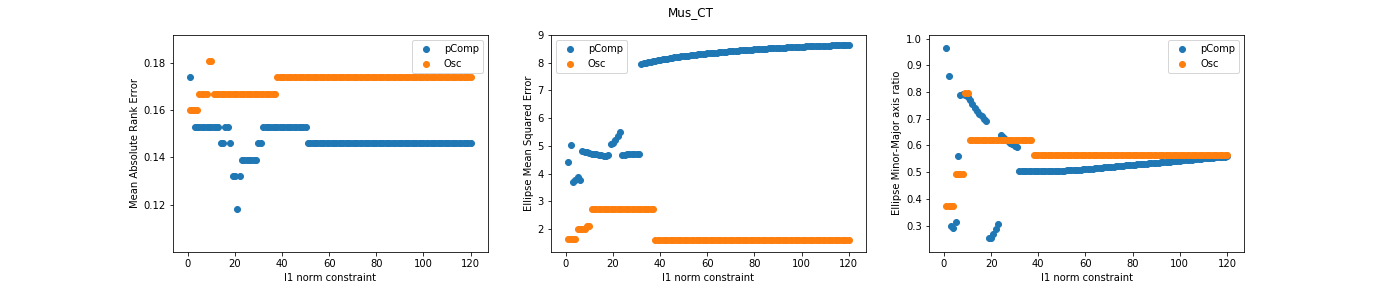 Mus_CT
Mean Absolute Rank Error
0.18
0.16
0.14
0.12
0 20 40 60 80 100 120
l1 norm constraint
pComp
Osc
Ellipse Mean Squared Error
9
8
7
6
5
4
3
2
0 20 40 60 80 100 120
l1 norm constraint
pComp
Osc
Ellipse Minor-Major axis ratio
1.0
0.9
0.8
0.7
0.6
0.5
0.4
0.3
0 20 40 60 80 100 120
l1 norm constraint
pComp
Osc